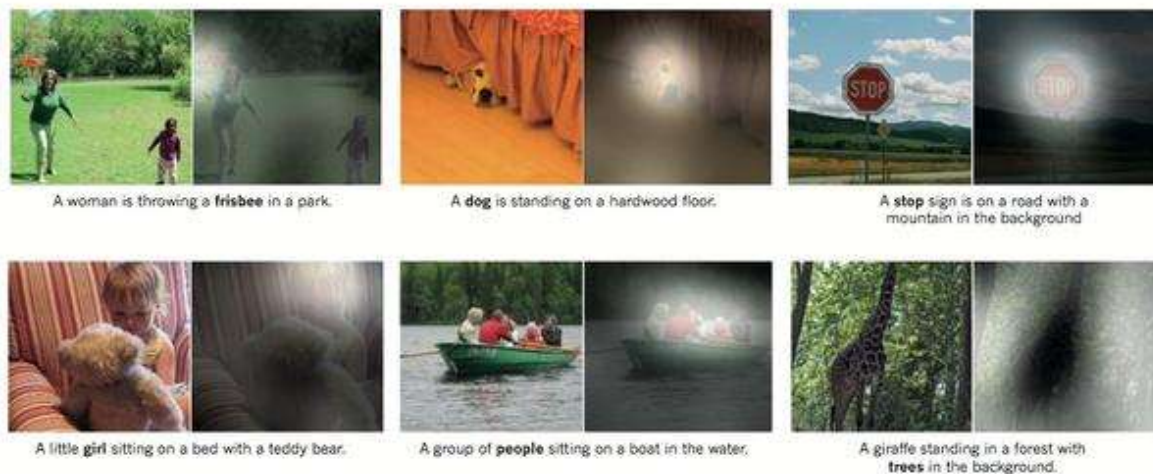 STOP
STOP
A woman is throwing a frisbee in a park.
A dog is standing on a hardwood floor.
A stop sign is on a road with a
mountain in the background
A little girl sitting on a bed with a teddy bear.
A group of people sitting on a boat in the water.
A giraffe standing in a forest with
trees in the background.